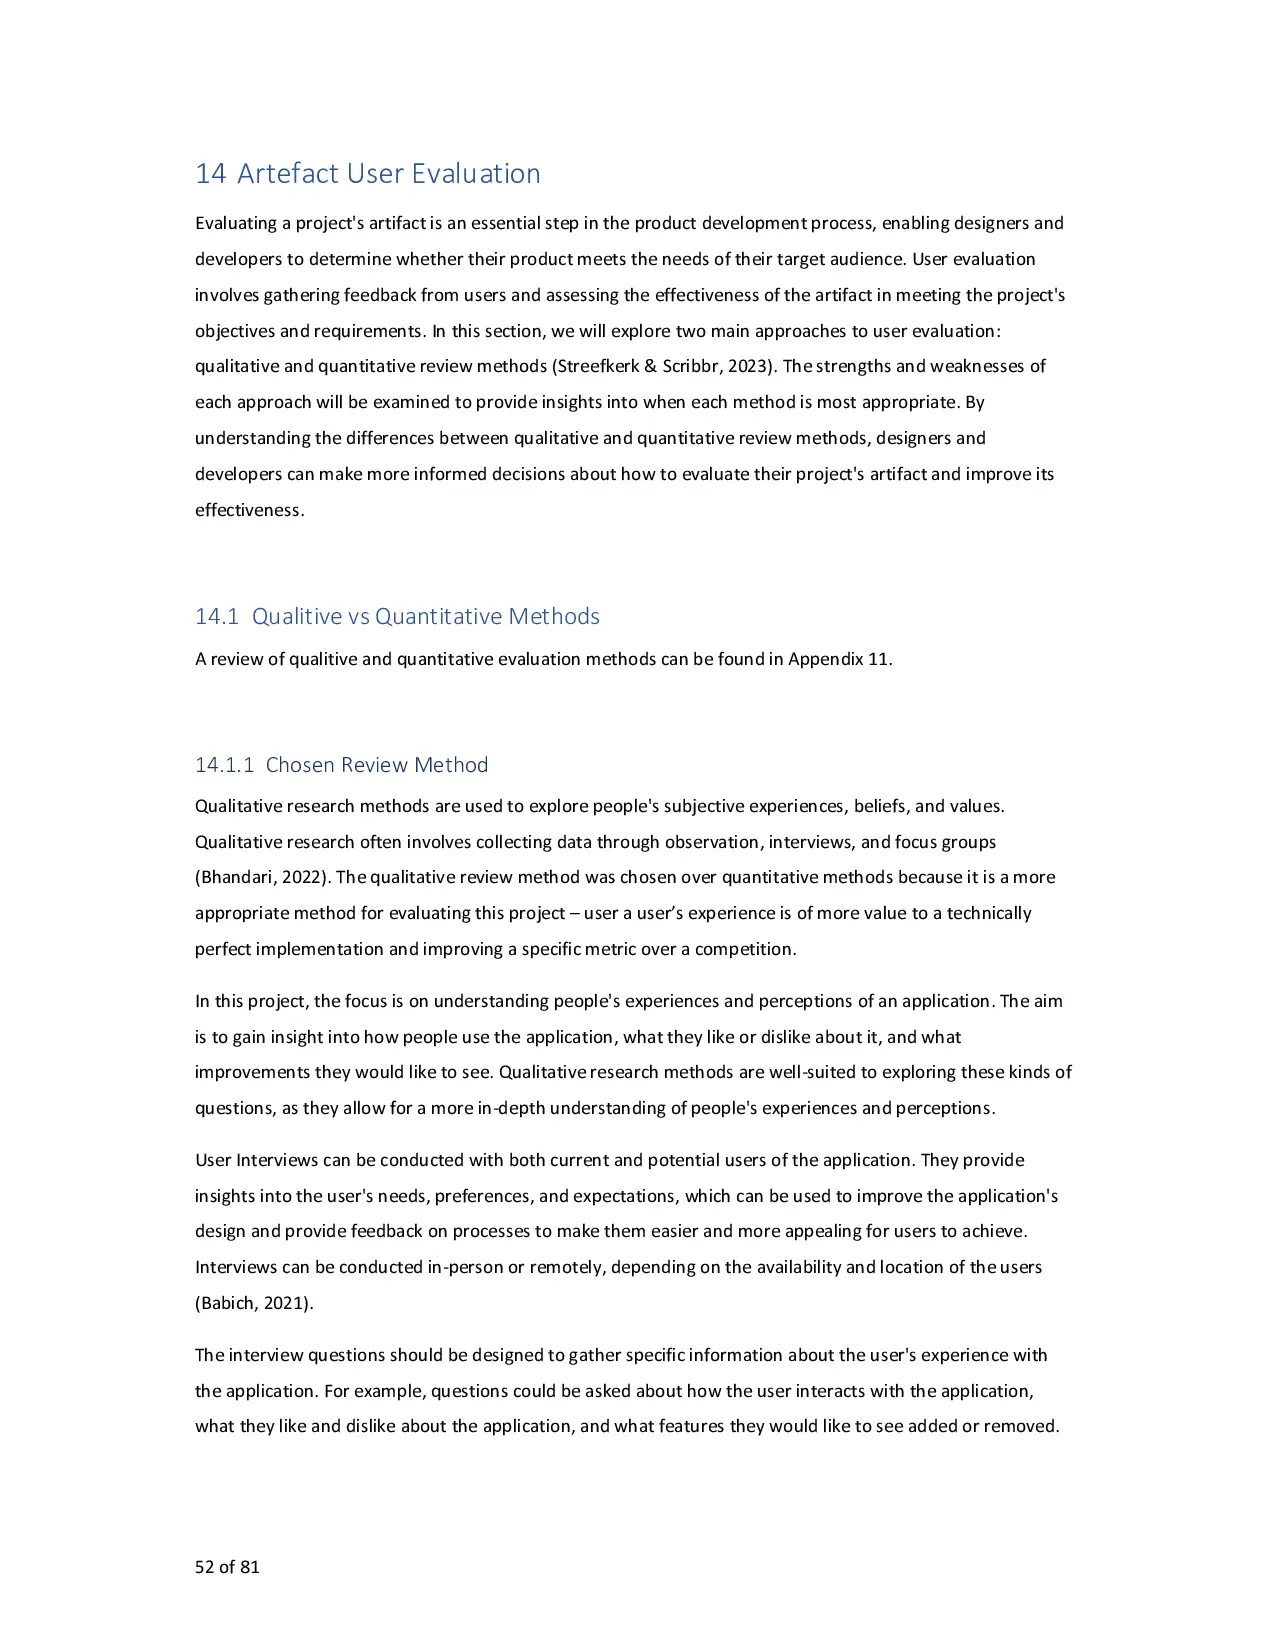 14 Artefact User Evaluation
Evaluating a project's artifact is an essential step in the product development process, enabling designers and
developers to determine whether their product meets the needs of their target audience. User evaluation
involves gathering feedback from users and assessing the effectiveness of the artifact in meeting the project's
objectives and requirements. In this section, we will explore two main approaches to user evaluation:
qualitative and quantitative review methods (Streefkerk & Scribbr, 2023). The strengths and weaknesses of
each approach will be examined to provide insights into when each method is most appropriate. By
understanding the differences between qualitative and quantitative review methods, designers and
developers can make more informed decisions about how to evaluate their project's artifact and improve its
effectiveness.
14.1 Qualitive vs Quantitative Methods
A review of qualitive and quantitative evaluation methods can be found in Appendix 11.
14.1.1 Chosen Review Method
Qualitative research methods are used to explore people's subjective experiences, beliefs, and values.
Qualitative research often involves collecting data through observation, interviews, and focus groups
(Bhandari, 2022). The qualitative review method was chosen over quantitative methods because it is a more
appropriate method for evaluating this project – user a user’s experience is of more value to a technically
perfect implementation and improving a specific metric over a competition.
In this project, the focus is on understanding people's experiences and perceptions of an application. The aim
is to gain insight into how people use the application, what they like or dislike about it, and what
improvements they would like to see. Qualitative research methods are well-suited to exploring these kinds of
questions, as they allow for a more in-depth understanding of people's experiences and perceptions.
User Interviews can be conducted with both current and potential users of the application. They provide
insights into the user's needs, preferences, and expectations, which can be used to improve the application's
design and provide feedback on processes to make them easier and more appealing for users to achieve.
Interviews can be conducted in-person or remotely, depending on the availability and location of the users
(Babich, 2021).
The interview questions should be designed to gather specific information about the user's experience with
the application. For example, questions could be asked about how the user interacts with the application,
what they like and dislike about the application, and what features they would like to see added or removed.
52 of 81